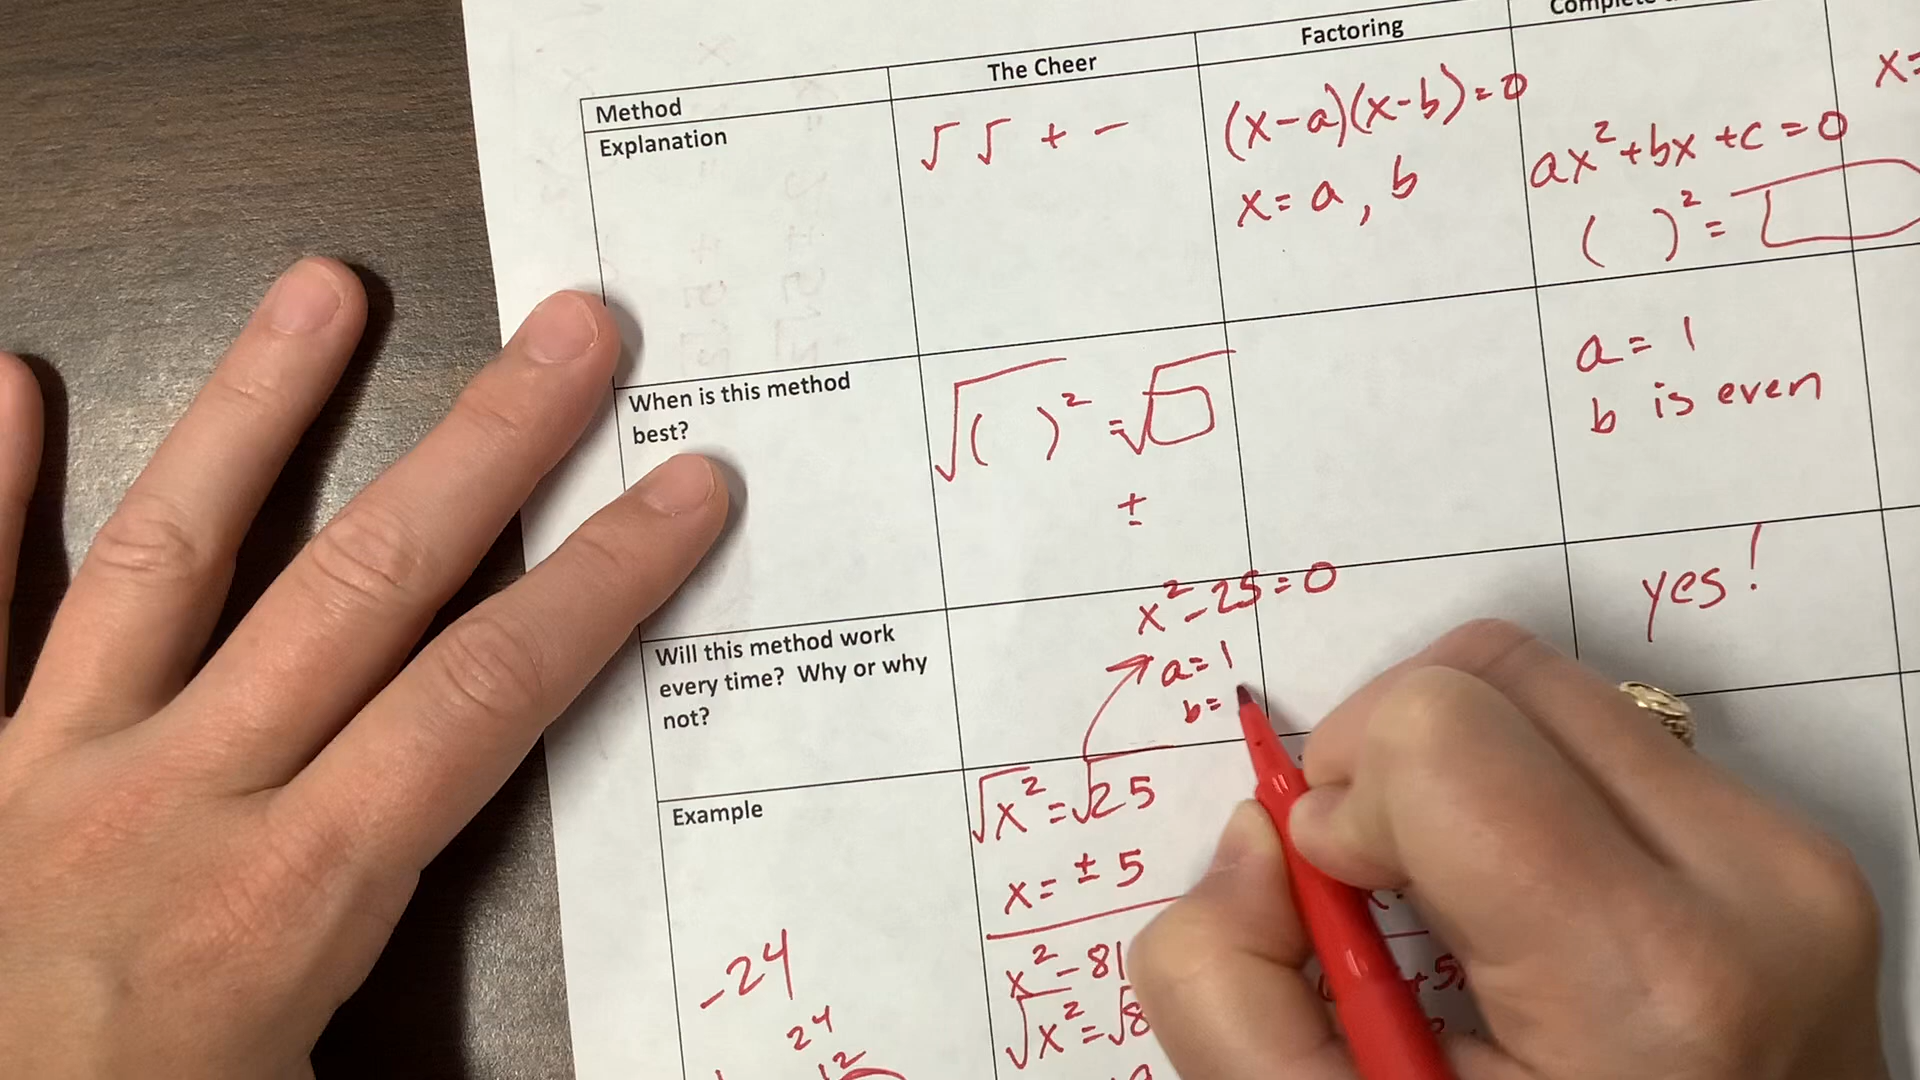 Method
The Cheer
Factoring
Explanation
√ √ + −
(x-a)(x-b)=0
x= a, b
ax²+bx+c=0
( )²=
x=
When is this method
best?
√( )² = √
±
a= 1
b is even
Will this method work
every time? Why or why
not?
x²-25=0
a=1
b=
yes!
Example
√x²=√25
x= ± 5
x²-81
√x²=√8
-24
24
12
+5